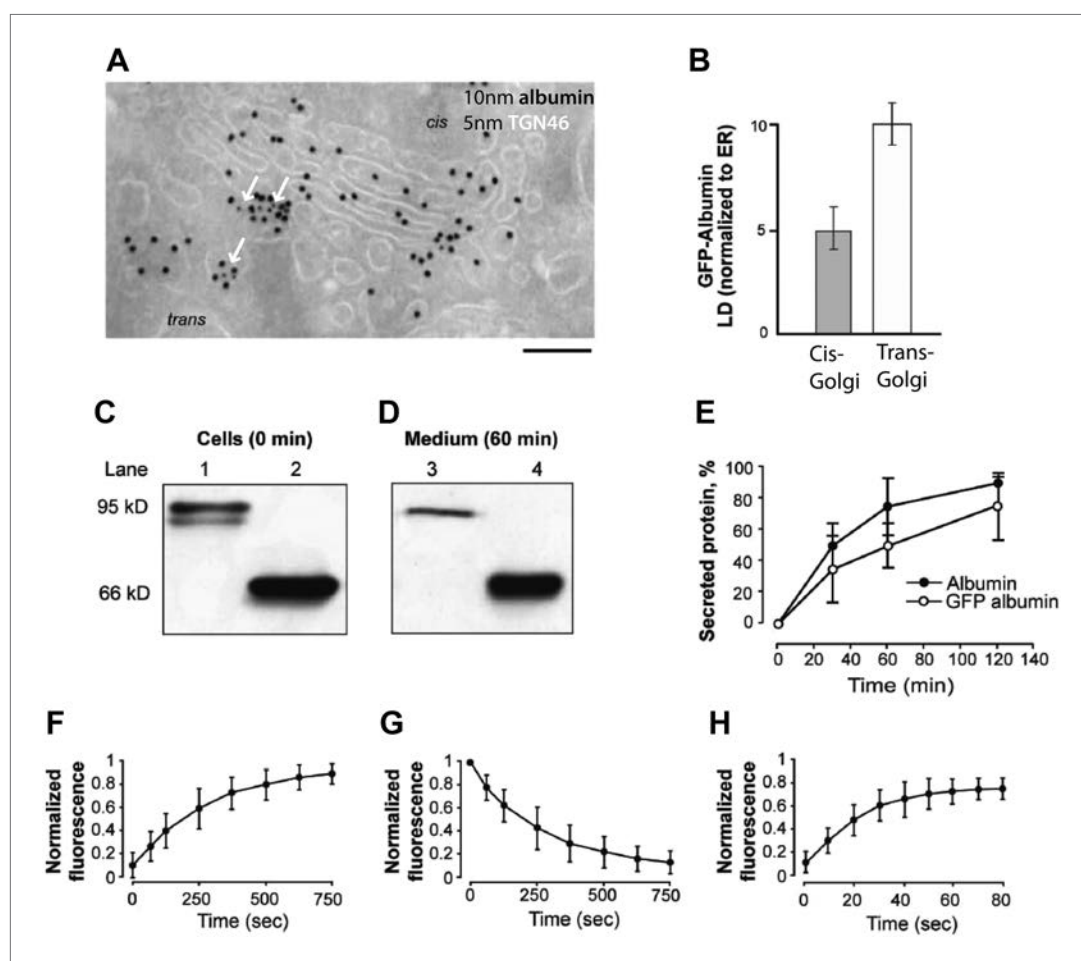 A
10nm albumin
cis 5nm TGN46
trans
B
GFP-Albumin
LD (normalized to ER)
10
5
0
Cis-
Golgi
Trans-
Golgi
C
Cells (0 min)
Lane 1 2
95 kD
66 kD
D
Medium (60 min)
3 4
E
Secreted protein, %
100
80
60
40
20
0
Albumin
GFP albumin
0 20 40 60 80 100 120 140
Time (min)
F
Normalized
fluorescence
1
0.8
0.6
0.4
0.2
0 250 500 750
Time (sec)
G
Normalized
fluorescence
1
0.8
0.6
0.4
0.2
0 250 500 750
Time (sec)
H
Normalized
fluorescence
1
0.8
0.6
0.4
0.2
0 20 40 60 80
Time (sec)